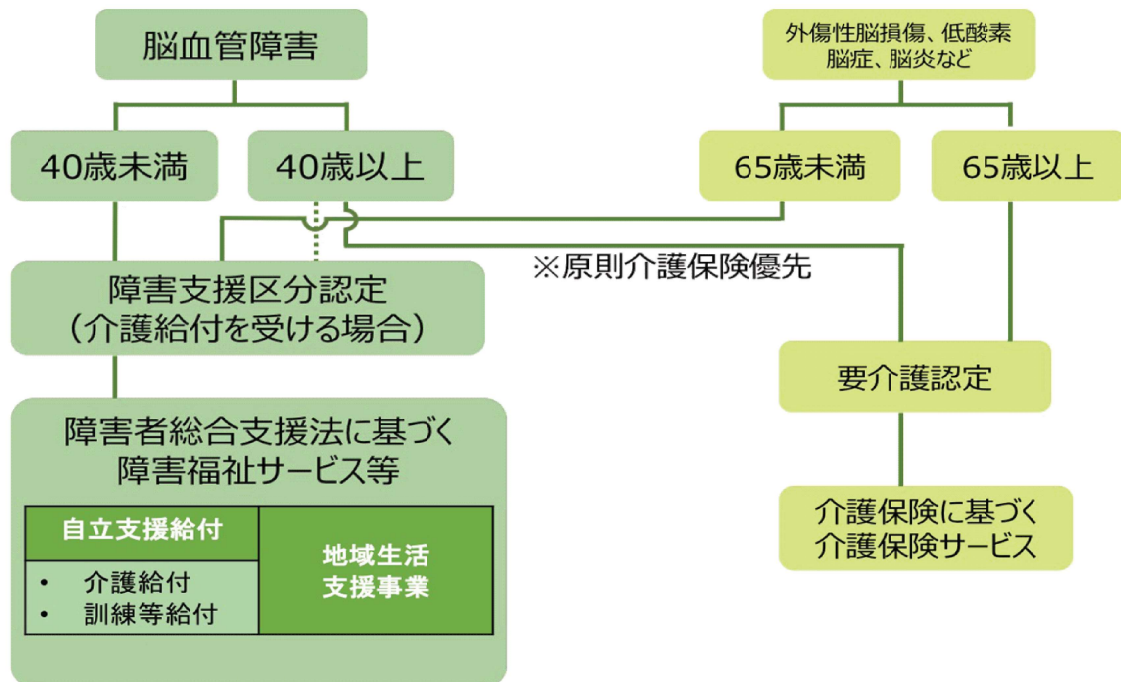 脳血管障害
外傷性脳損傷、低酸素
脳症、脳炎など
40歳未満
40歳以上
65歳未満
65歳以上
※原則介護保険優先
障害支援区分認定
（介護給付を受ける場合）
要介護認定
障害者総合支援法に基づく
障害福祉サービス等
自立支援給付
• 介護給付
• 訓練等給付
地域生活
支援事業
介護保険に基づく
介護保険サービス